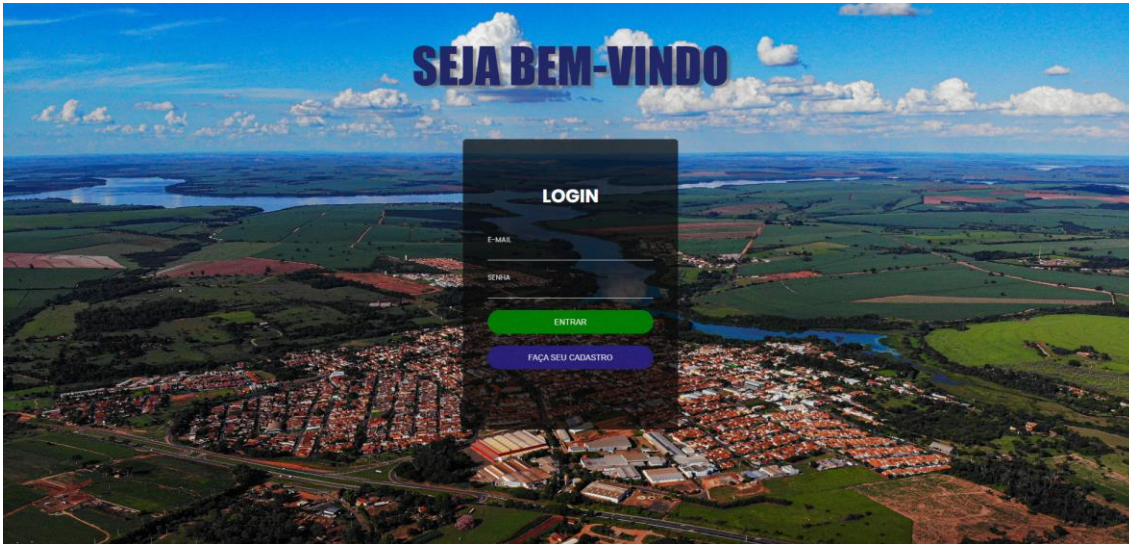 SEJA BEM-VINDO
LOGIN
E-MAIL
SENHA
ENTRAR
FAÇA SEU CADASTRO